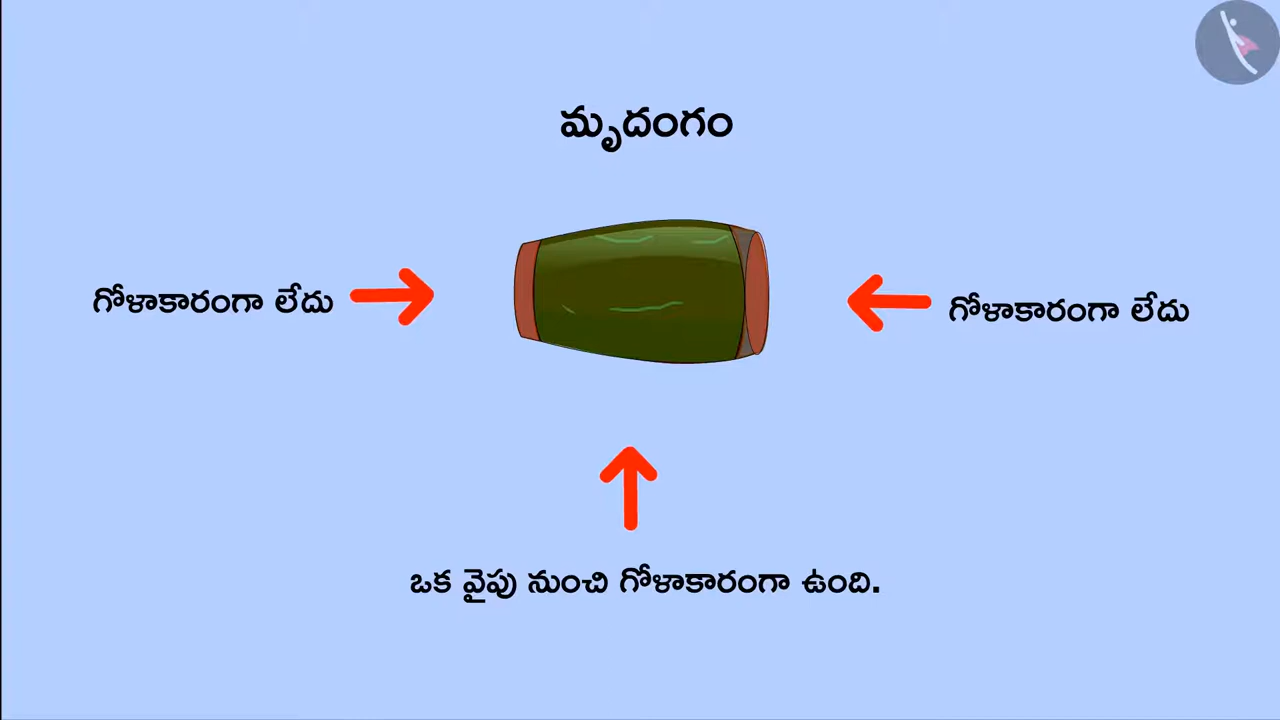 మృదంగం
గోళాకారంగా లేదు
గోళాకారంగా లేదు
ఒక వైపు నుంచి గోళాకారంగా ఉంది.